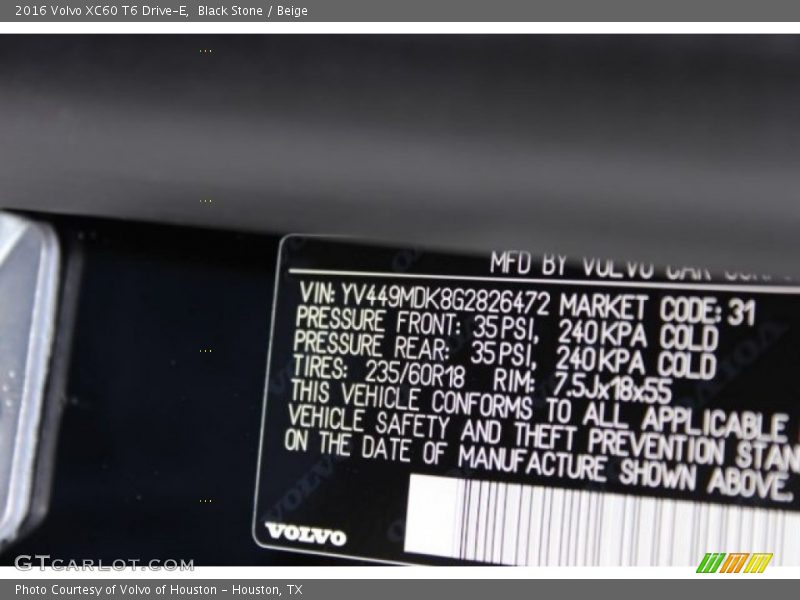 2016 Volvo XC60 T6 Drive-E, Black Stone / Beige
MFD BY VOLVO CAR
VIN: YV449MDK8G2826472 MARKET CODE: 31
PRESSURE FRONT: 35PSI, 240KPA COLD
PRESSURE REAR: 35PSI, 240KPA COLD
TIRES: 235/60R18 RIM: 7.5Jx18x55
THIS VEHICLE CONFORMS TO ALL APPLICABLE
VEHICLE SAFETY AND THEFT PREVENTION STAN
ON THE DATE OF MANUFACTURE SHOWN ABOVE.
VOLVO
GTCARLOT.COM
Photo Courtesy of Volvo of Houston - Houston, TX